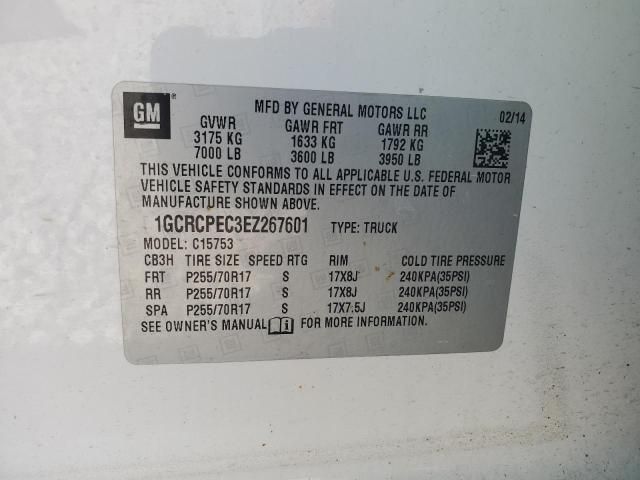 GM
MFD BY GENERAL MOTORS LLC 02/14
GVWR GAWR FRT GAWR RR
3175 KG 1633 KG 1792 KG
7000 LB 3600 LB 3950 LB
THIS VEHICLE CONFORMS TO ALL APPLICABLE U.S. FEDERAL MOTOR
VEHICLE SAFETY STANDARDS IN EFFECT ON THE DATE OF
MANUFACTURE SHOWN ABOVE.
1GCRCPEC3EZ267601 TYPE: TRUCK
MODEL: C15753
CB3H TIRE SIZE SPEED RTG RIM COLD TIRE PRESSURE
FRT P255/70R17 S 17X8J 240KPA(35PSI)
RR P255/70R17 S 17X8J 240KPA(35PSI)
SPA P255/70R17 S 17X7.5J 240KPA(35PSI)
SEE OWNER'S MANUAL FOR MORE INFORMATION.